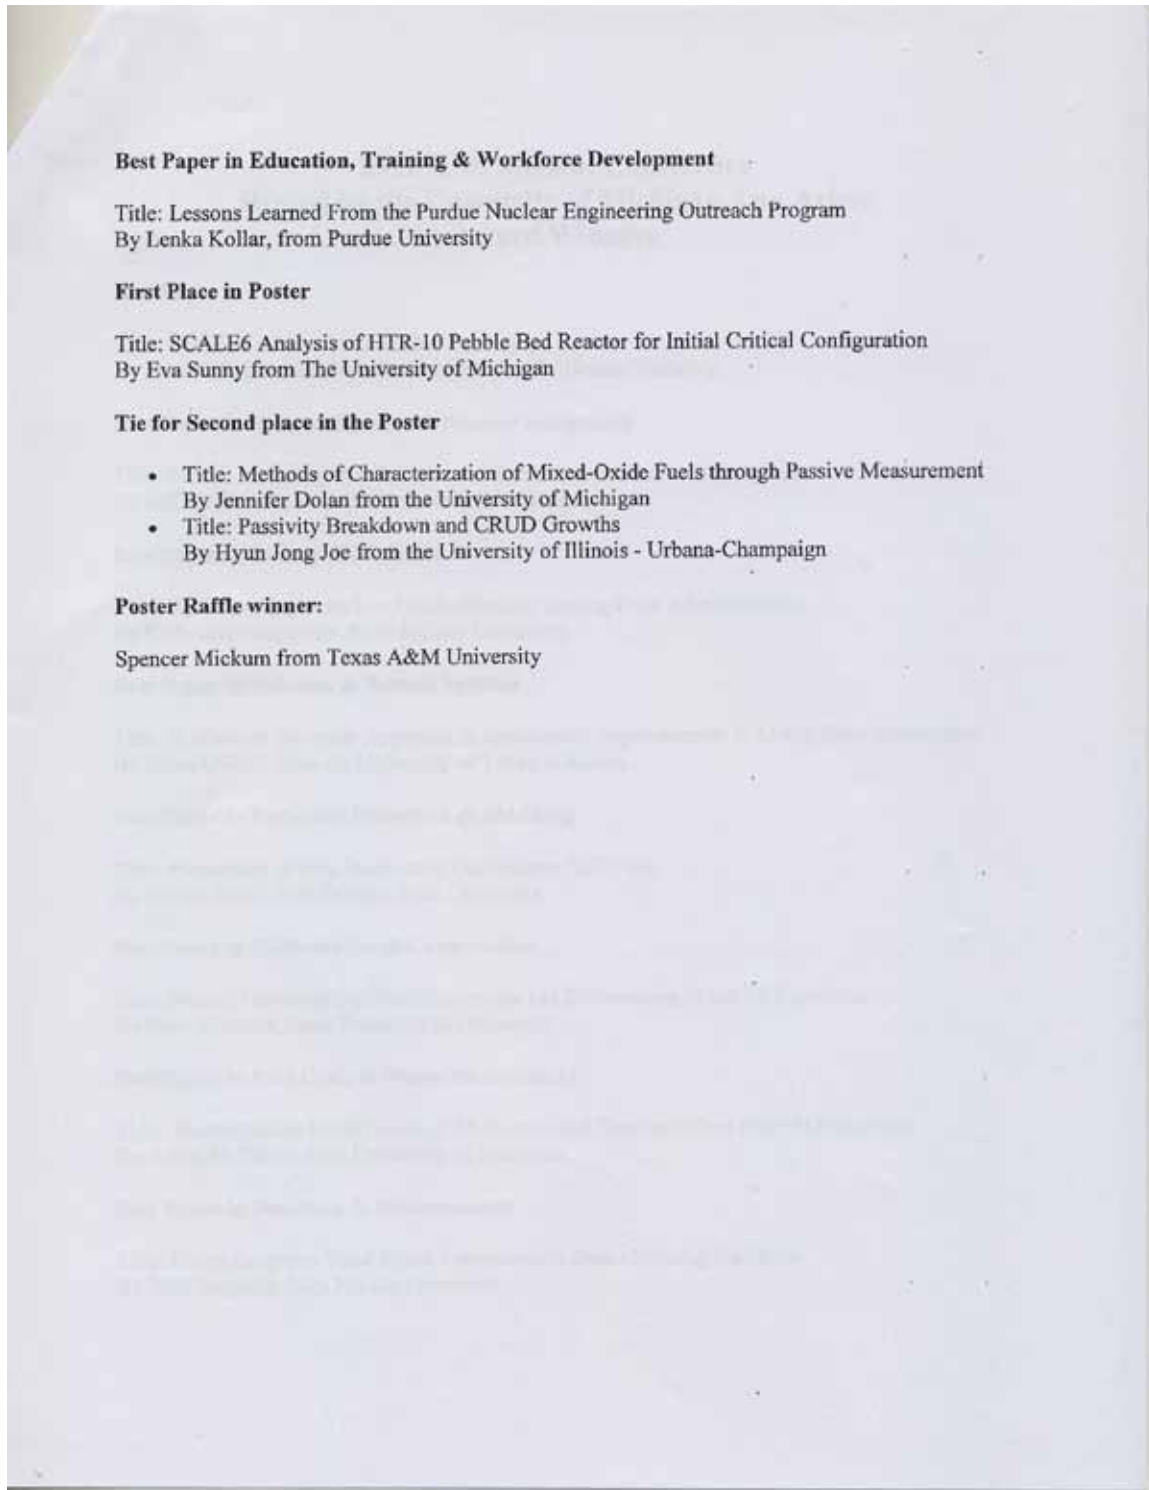 Best Paper in Education, Training & Workforce Development
Title: Lessons Learned From the Purdue Nuclear Engineering Outreach Program
By Lenka Kollar, from Purdue University
First Place in Poster
Title: SCALE6 Analysis of HTR-10 Pebble Bed Reactor for Initial Critical Configuration
By Eva Sunny from The University of Michigan
Tie for Second place in the Poster
• Title: Methods of Characterization of Mixed-Oxide Fuels through Passive Measurement
By Jennifer Dolan from the University of Michigan
• Title: Passivity Breakdown and CRUD Growths
By Hyun Jong Joe from the University of Illinois - Urbana-Champaign
Poster Raffle winner:
Spencer Mickum from Texas A&M University